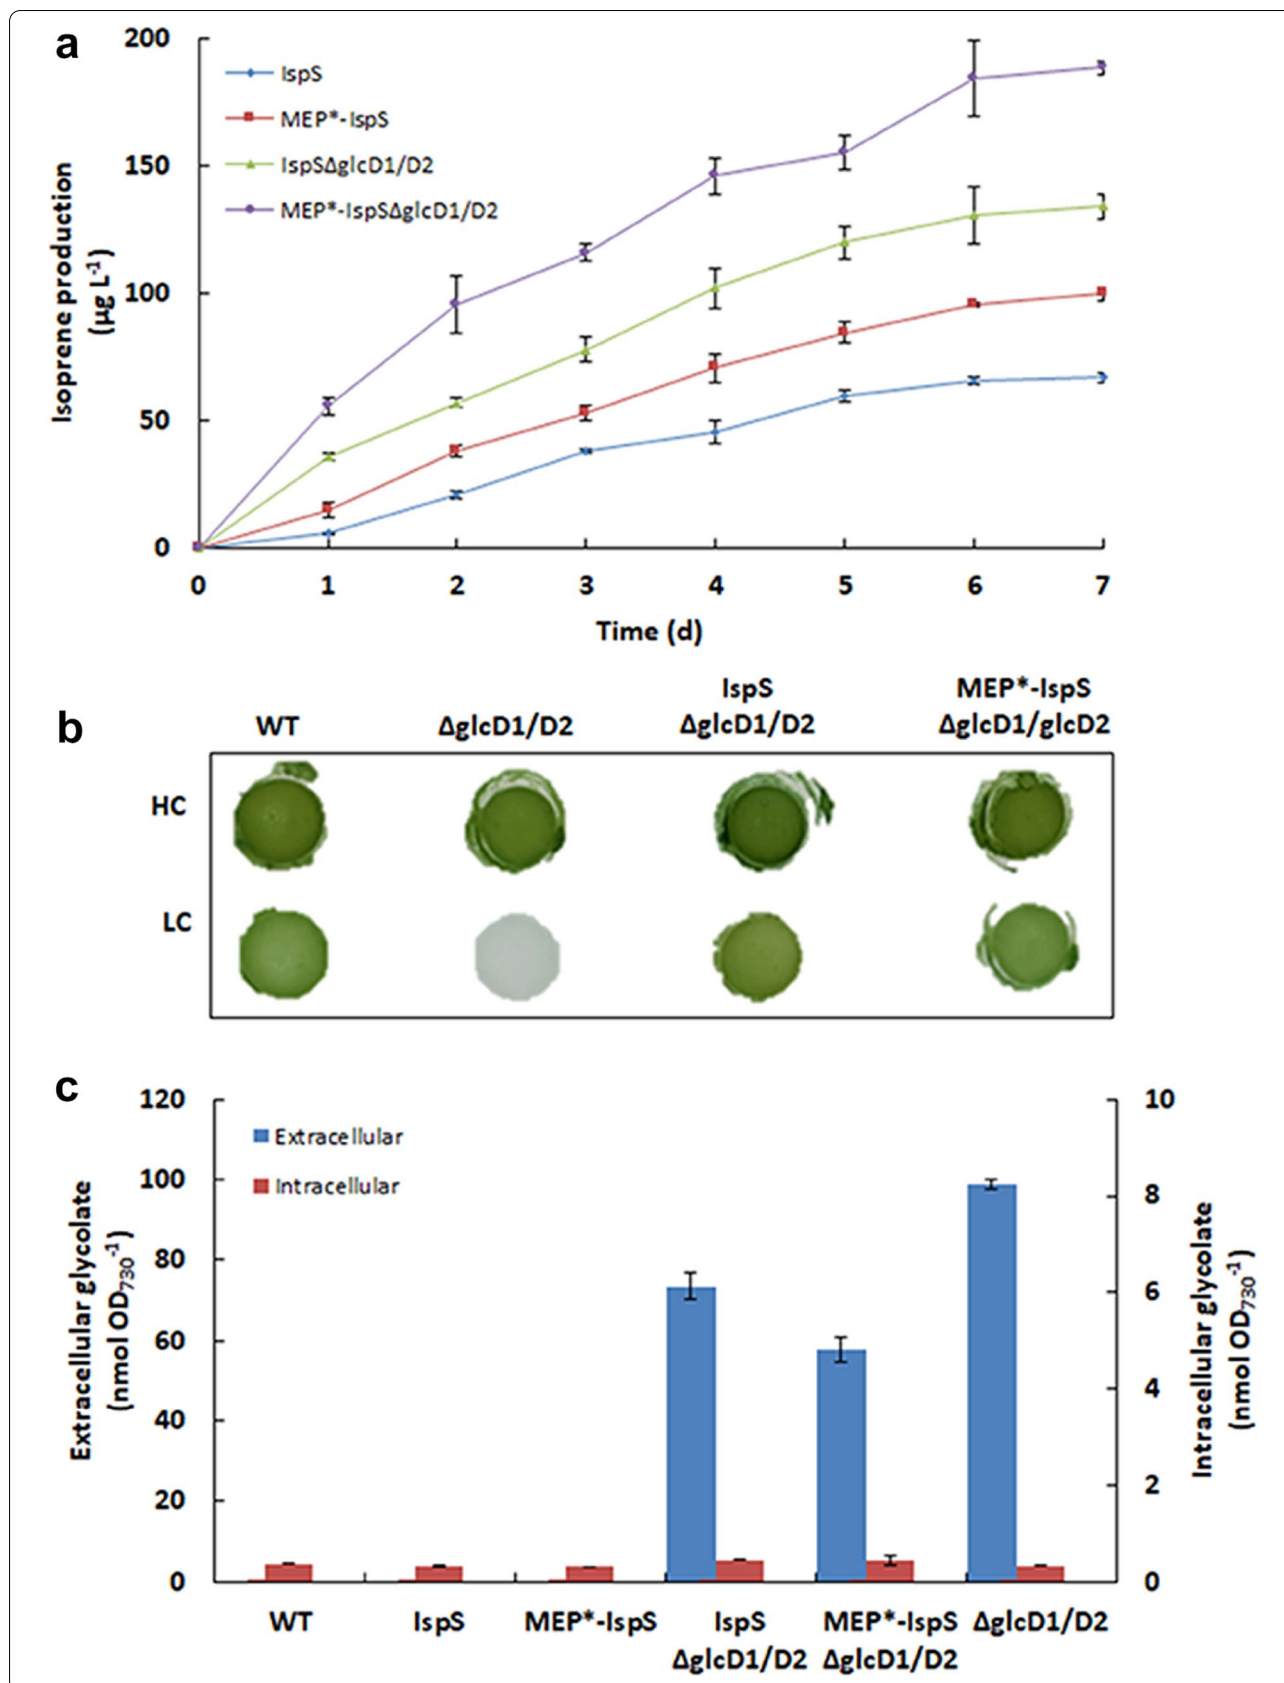 a
200
150
100
50
0
Isoprene production
(µg L-1)
IspS
MEP*-IspS
IspSΔglcD1/D2
MEP*-IspSΔglcD1/D2
0 1 2 3 4 5 6 7
Time (d)
b
WT
ΔglcD1/D2
IspS
ΔglcD1/D2
MEP*-IspS
ΔglcD1/glcD2
HC
LC
c
120
100
80
60
40
20
0
Extracellular glycolate
(nmol OD730-1)
Extracellular
Intracellular
10
8
6
4
2
0
Intracellular glycolate
(nmol OD730-1)
WT
IspS
MEP*-IspS
IspS
ΔglcD1/D2
MEP*-IspS
ΔglcD1/D2
ΔglcD1/D2